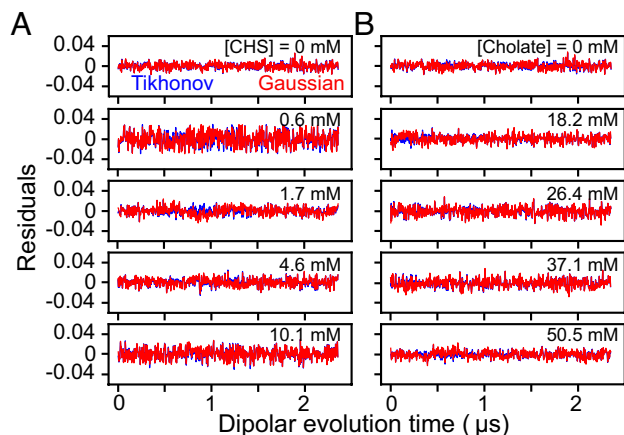 A
B
0.04
0
-0.04
[CHS] = 0 mM
Tikhonov
Gaussian
[Cholate] = 0 mM
0.04
0
-0.04
0.6 mM
18.2 mM
0.04
0
-0.04
1.7 mM
26.4 mM
0.04
0
-0.04
4.6 mM
37.1 mM
0.04
0
-0.04
10.1 mM
50.5 mM
Residuals
0 1 2
0 1 2
Dipolar evolution time ( µs)